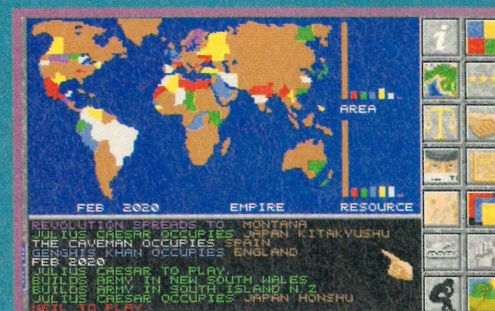 AREA
FEB 2020 EMPIRE RESOURCE
REVOLUTION SPREADS TO MONTANA
JULIUS CAESAR OCCUPIES JAPAN KITAKYUSHU
THE CAVEMAN OCCUPIES SPAIN
GENGHIS KHAN OCCUPIES ENGLAND
FEB 2020
JULIUS CAESAR TO PLAY
BUILDS ARMY IN NEW SOUTH WALES
BUILDS ARMY IN SOUTH ISLAND N.Z
JULIUS CAESAR OCCUPIES JAPAN HONSHU
NEIL TO PLAY